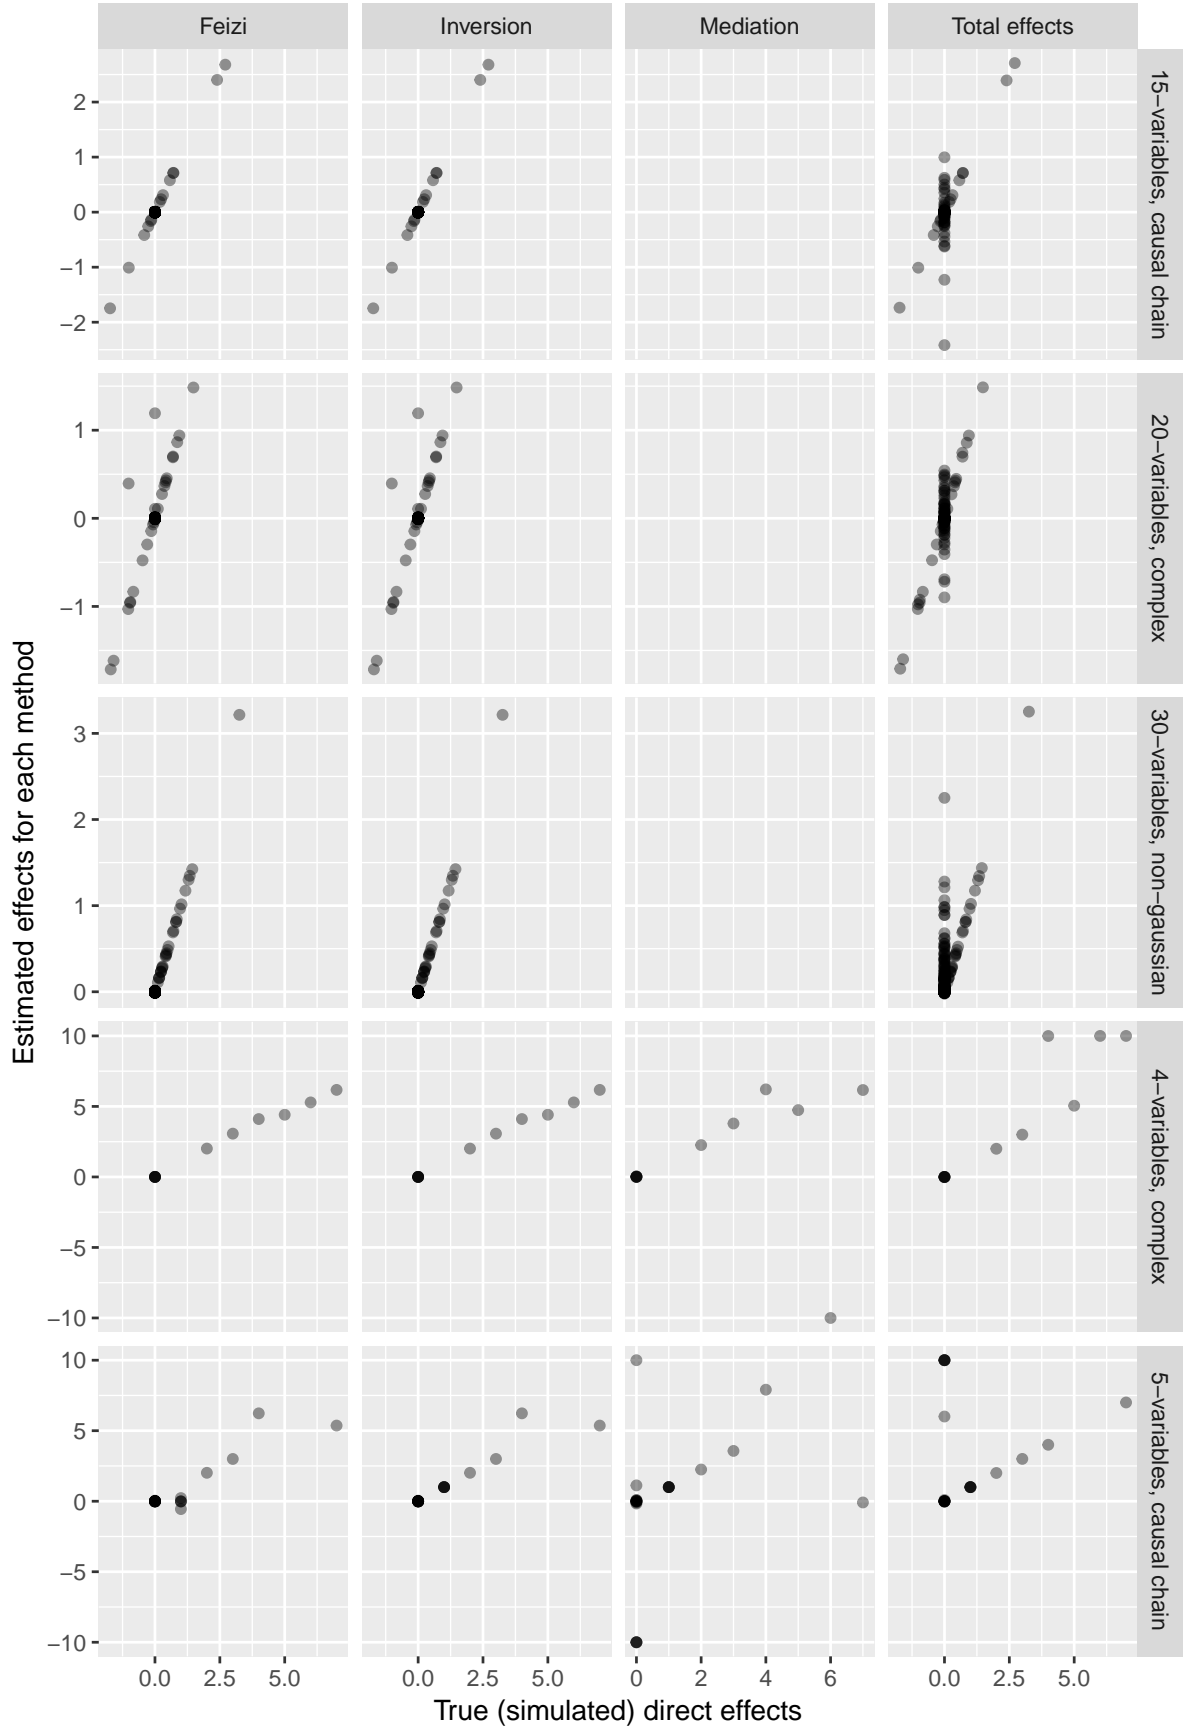 Feizi
Inversion
Mediation
Total effects
Estimated effects for each method
2
1
0
−1
−2
15−variables, causal chain
1
0
−1
20−variables, complex
3
2
1
0
30−variables, non−gaussian
10
5
0
−5
−10
4−variables, complex
10
5
0
−5
−10
5−variables, causal chain
0.0 2.5 5.0
0.0 2.5 5.0
0 2 4 6
0.0 2.5 5.0
True (simulated) direct effects